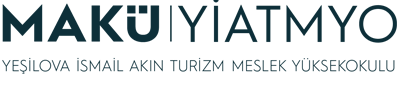 MAKÜ|YİATMYO
YEŞİLOVA İSMAİL AKIN TURİZM MESLEK YÜKSEKOKULU